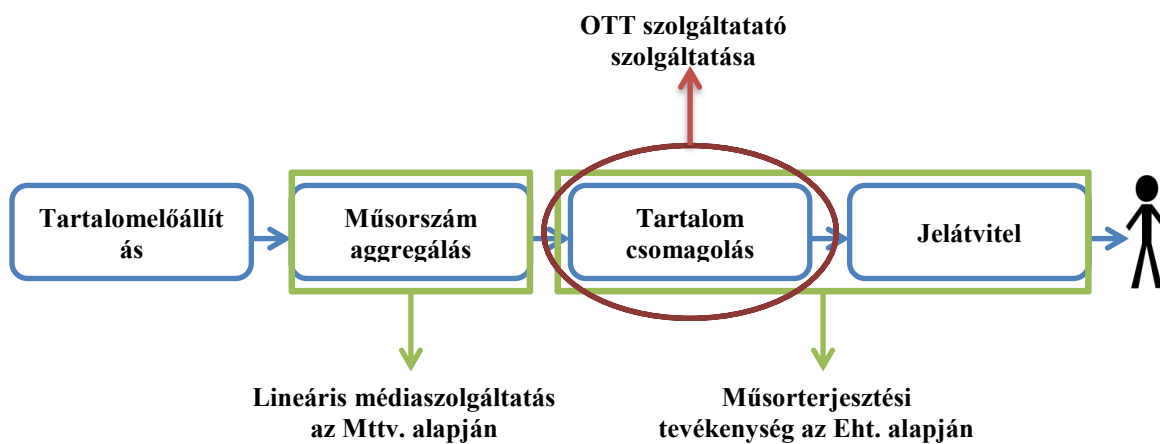 OTT szolgáltatató
szolgáltatása
Tartalomelőállít
ás
Műsorszám
aggregálás
Tartalom
csomagolás
Jelátvitel
Lineáris médiaszolgáltatás
az Mttv. alapján
Műsorterjesztési
tevékenység az Eht. alapján